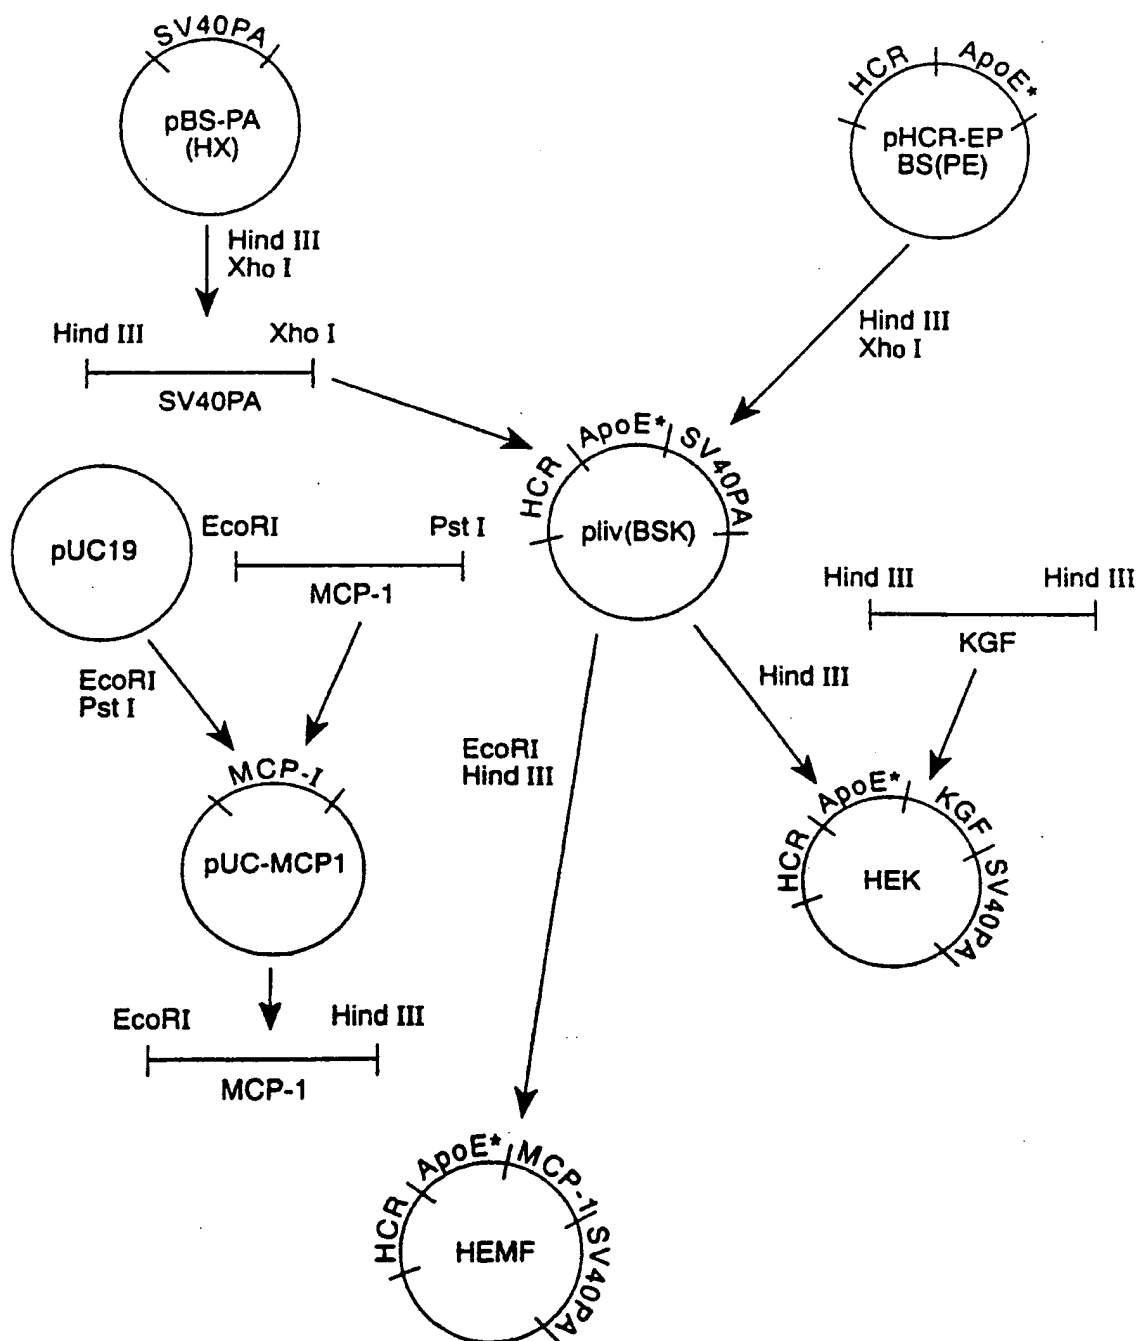 SV40PA
pBS-PA
(HX)
HCR
ApoE*
pHCR-EP
BS(PE)
Hind III
Xho I
Hind III
Xho I
SV40PA
Hind III
Xho I
HCR
ApoE*
SV40PA
pliv(BSK)
pUC19
EcoRI
Pst I
MCP-1
Hind III
Hind III
KGF
EcoRI
Pst I
Hind III
EcoRI
Hind III
MCP-I
pUC-MCP1
HCR
ApoE*
KGF
SV40PA
HEK
EcoRI
Hind III
MCP-1
HCR
ApoE*
MCP-1
SV40PA
HEMF